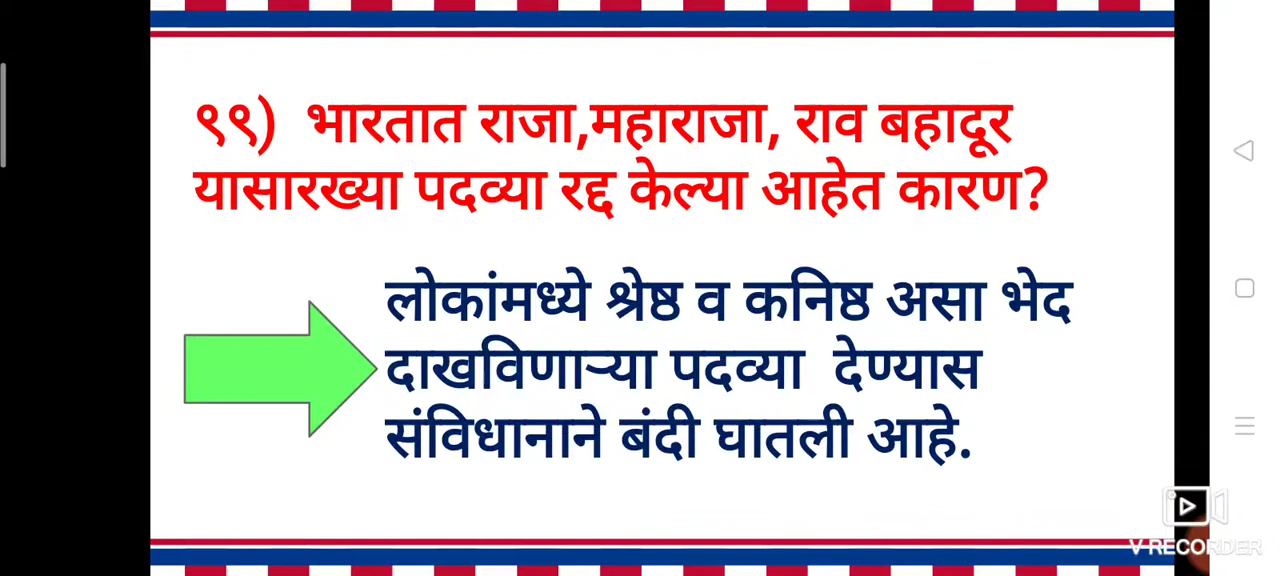 ९९) भारतात राजा,महाराजा, राव बहादूर
यासारख्या पदव्या रद्द केल्या आहेत कारण?
लोकांमध्ये श्रेष्ठ व कनिष्ठ असा भेद
दाखविणाऱ्या पदव्या देण्यास
संविधानाने बंदी घातली आहे.
V RECORDER